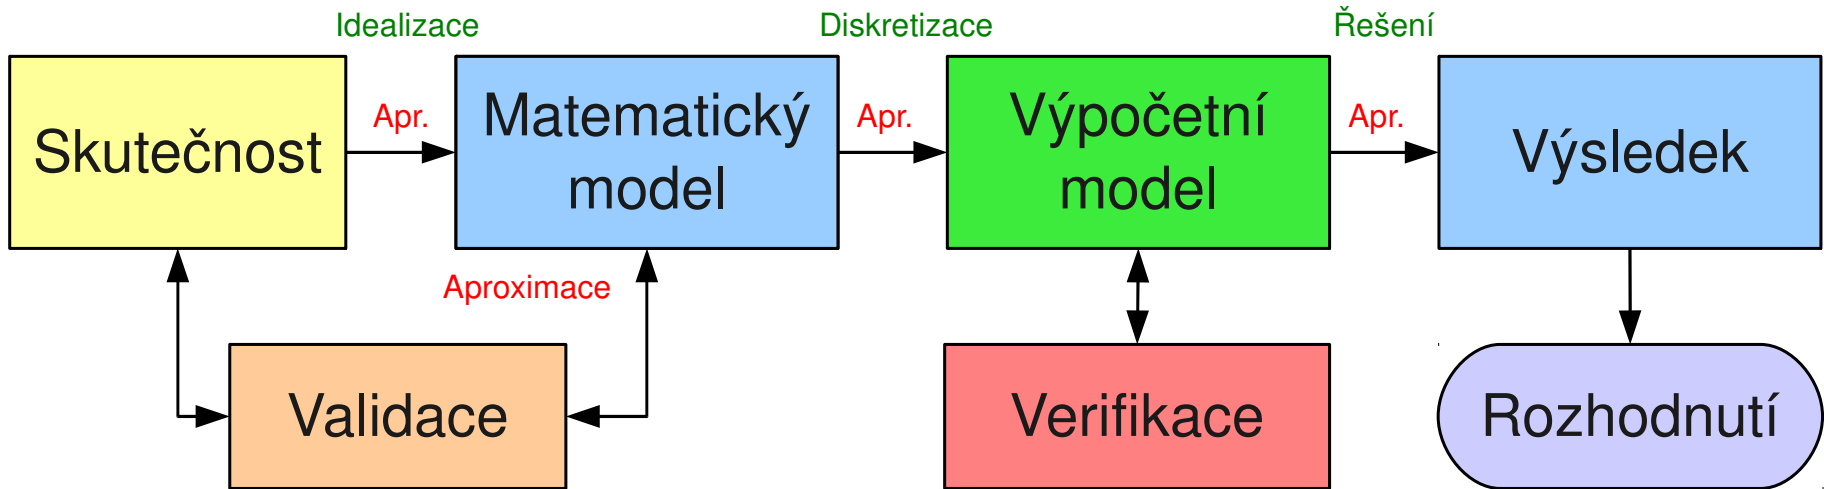 Idealizace
Diskretizace
Řešení
Skutečnost
Apr.
Matematický
model
Apr.
Výpočetní
model
Apr.
Výsledek
Aproximace
Validace
Verifikace
Rozhodnutí